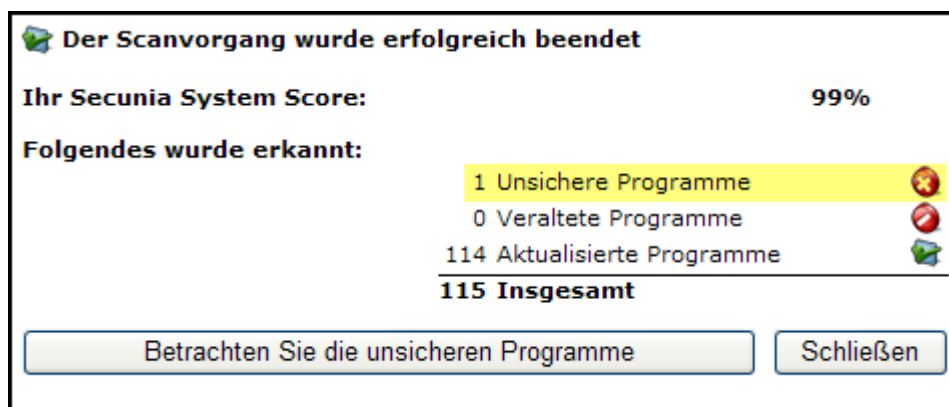 Der Scanvorgang wurde erfolgreich beendet
Ihr Secunia System Score: 99%
Folgendes wurde erkannt:
1 Unsichere Programme
0 Veraltete Programme
114 Aktualisierte Programme
115 Insgesamt
Betrachten Sie die unsicheren Programme Schließen